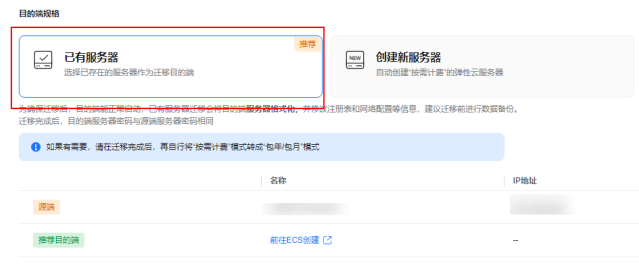 目的端规格
推荐
已有服务器
选择已存在的服务器作为迁移目的端
NEW
创建新服务器
自动创建"按需计费"的弹性云服务器
为确保迁移后，目的端能正常启动，已有服务器迁移会将目的端服务器格式化，并修改注册表和网络配置等信息，建议迁移前进行数据备份。
迁移完成后，目的端服务器密码与源端服务器密码相同
如果有需要，请在迁移完成后，再自行将"按需计费"模式转成"包年/包月"模式
名称
IP地址
源端
推荐目的端
前往ECS创建
--